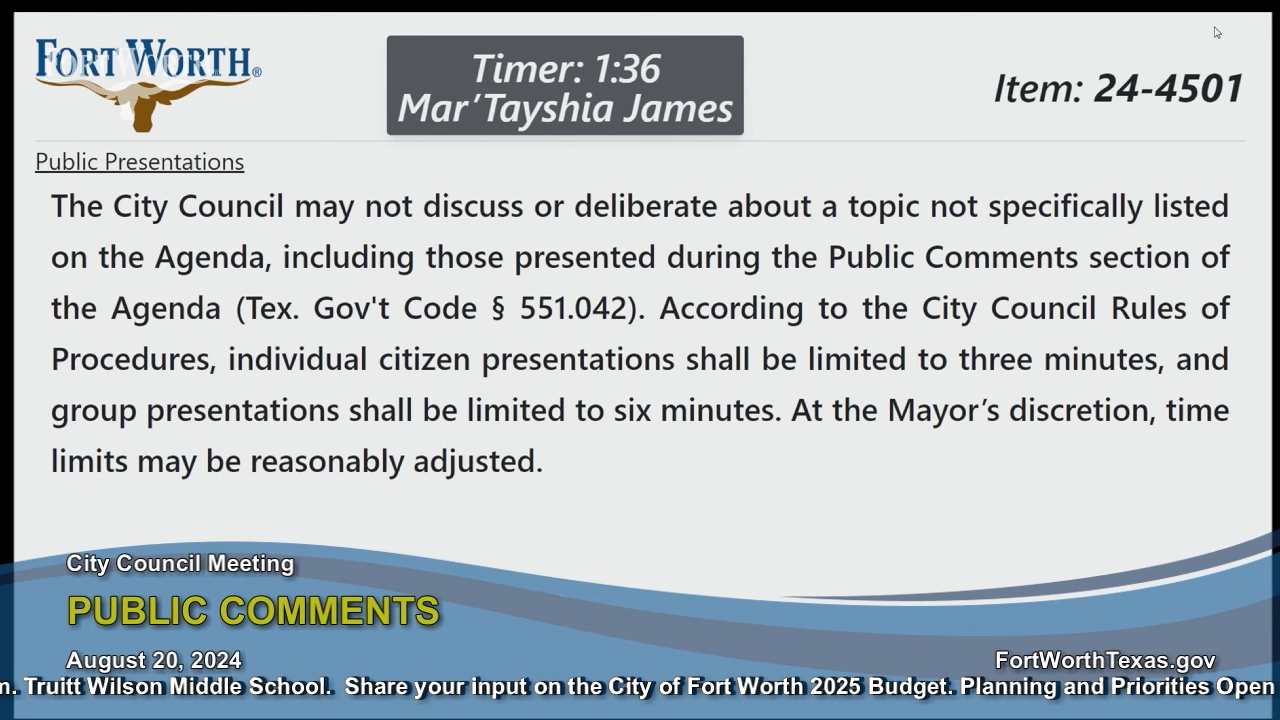 FORT WORTH®
Timer: 1:36
Mar'Tayshia James
Item: 24-4501
Public Presentations
The City Council may not discuss or deliberate about a topic not specifically listed
on the Agenda, including those presented during the Public Comments section of
the Agenda (Tex. Gov't Code § 551.042). According to the City Council Rules of
Procedures, individual citizen presentations shall be limited to three minutes, and
group presentations shall be limited to six minutes. At the Mayor’s discretion, time
limits may be reasonably adjusted.
City Council Meeting
PUBLIC COMMENTS
August 20, 2024
FortWorthTexas.gov
m. Truitt Wilson Middle School. Share your input on the City of Fort Worth 2025 Budget. Planning and Priorities Open